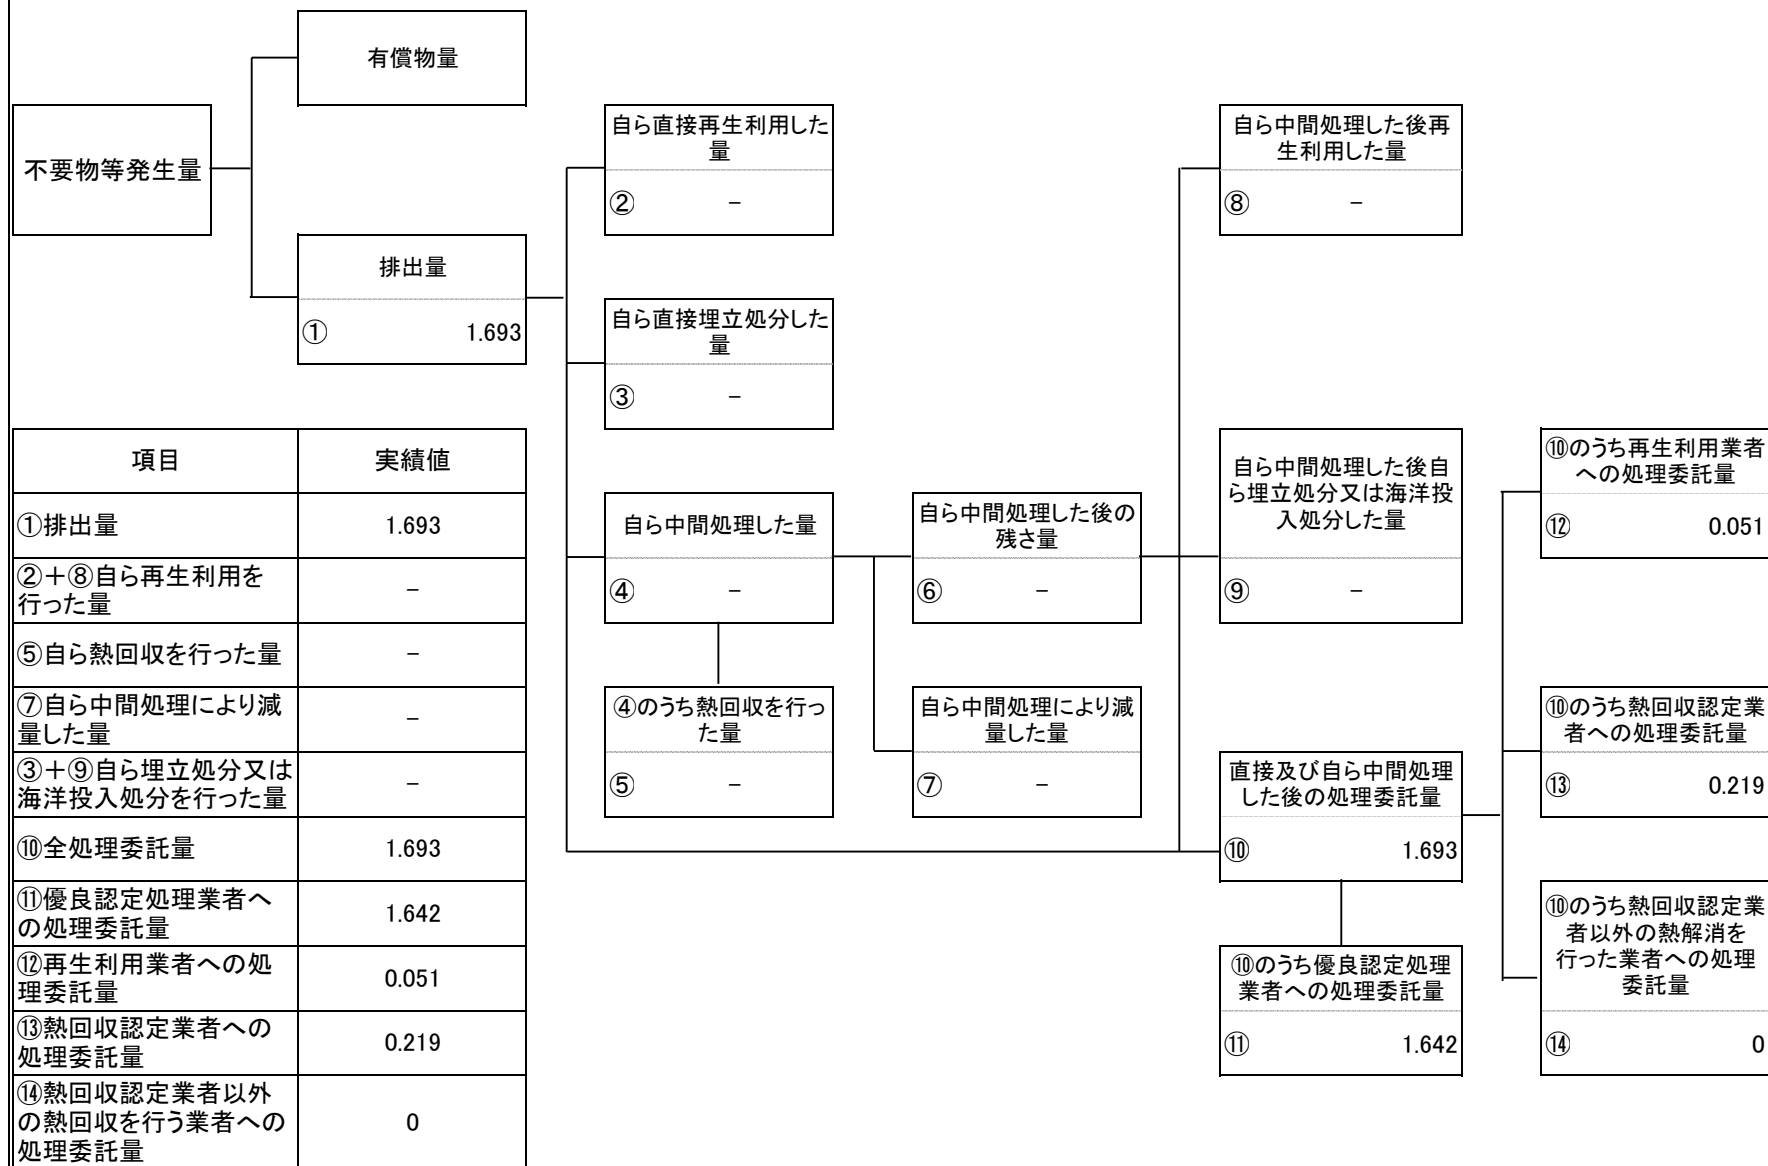 有償物量
不要物等発生量
排出量
① 1.693
自ら直接再生利用した
量
② －
自ら直接埋立処分した
量
③ －
自ら中間処理した量
④ －
④のうち熱回収を行っ
た量
⑤ －
自ら中間処理した後の
残さ量
⑥ －
自ら中間処理により減
量した量
⑦ －
自ら中間処理した後再
生利用した量
⑧ －
自ら中間処理した後自
ら埋立処分又は海洋投
入処分した量
⑨ －
直接及び自ら中間処理
した後の処理委託量
⑩ 1.693
⑩のうち優良認定処理
業者への処理委託量
⑪ 1.642
⑩のうち再生利用業者
への処理委託量
⑫ 0.051
⑩のうち熱回収認定業
者への処理委託量
⑬ 0.219
⑩のうち熱回収認定業
者以外の熱解消を
行った業者への処理
委託量
⑭ 0
項目 実績値
①排出量 1.693
②＋⑧自ら再生利用を
行った量 －
⑤自ら熱回収を行った量 －
⑦自ら中間処理により減
量した量 －
③＋⑨自ら埋立処分又は
海洋投入処分を行った量 －
⑩全処理委託量 1.693
⑪優良認定処理業者へ
の処理委託量 1.642
⑫再生利用業者への処
理委託量 0.051
⑬熱回収認定業者への
処理委託量 0.219
⑭熱回収認定業者以外
の熱回収を行う業者への
処理委託量 0